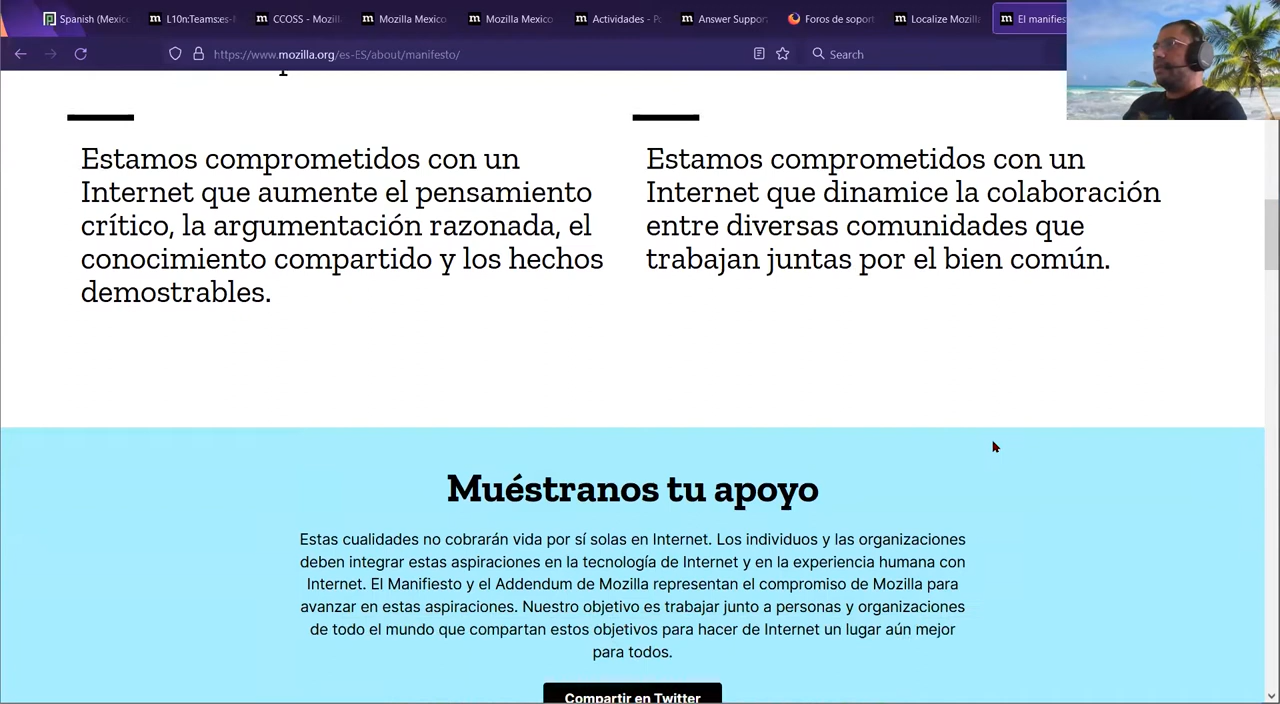 Spanish (Mexic
L10n:Teams:es-
CCOSS - Mozil
Mozilla Mexico
Mozilla Mexico
Actividades - Po
Answer Suppor
Foros de sopor
Localize Mozill
El manifies
https://www.mozilla.org/es-ES/about/manifesto/
Search
Estamos comprometidos con un
Internet que aumente el pensamiento
crítico, la argumentación razonada, el
conocimiento compartido y los hechos
demostrables.
Estamos comprometidos con un
Internet que dinamice la colaboración
entre diversas comunidades que
trabajan juntas por el bien común.
Muéstranos tu apoyo
Estas cualidades no cobrarán vida por sí solas en Internet. Los individuos y las organizaciones
deben integrar estas aspiraciones en la tecnología de Internet y en la experiencia humana con
Internet. El Manifiesto y el Addendum de Mozilla representan el compromiso de Mozilla para
avanzar en estas aspiraciones. Nuestro objetivo es trabajar junto a personas y organizaciones
de todo el mundo que compartan estos objetivos para hacer de Internet un lugar aún mejor
para todos.
Compartir en Twitter